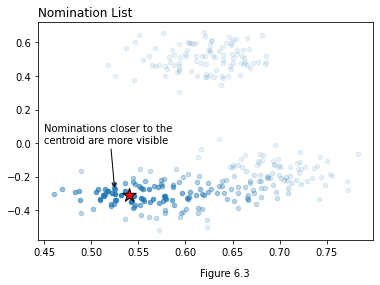 Nomination List
0.6
0.4
0.2
0.0
−0.2
−0.4
Nominations closer to the
centroid are more visible
0.45 0.50 0.55 0.60 0.65 0.70 0.75
Figure 6.3